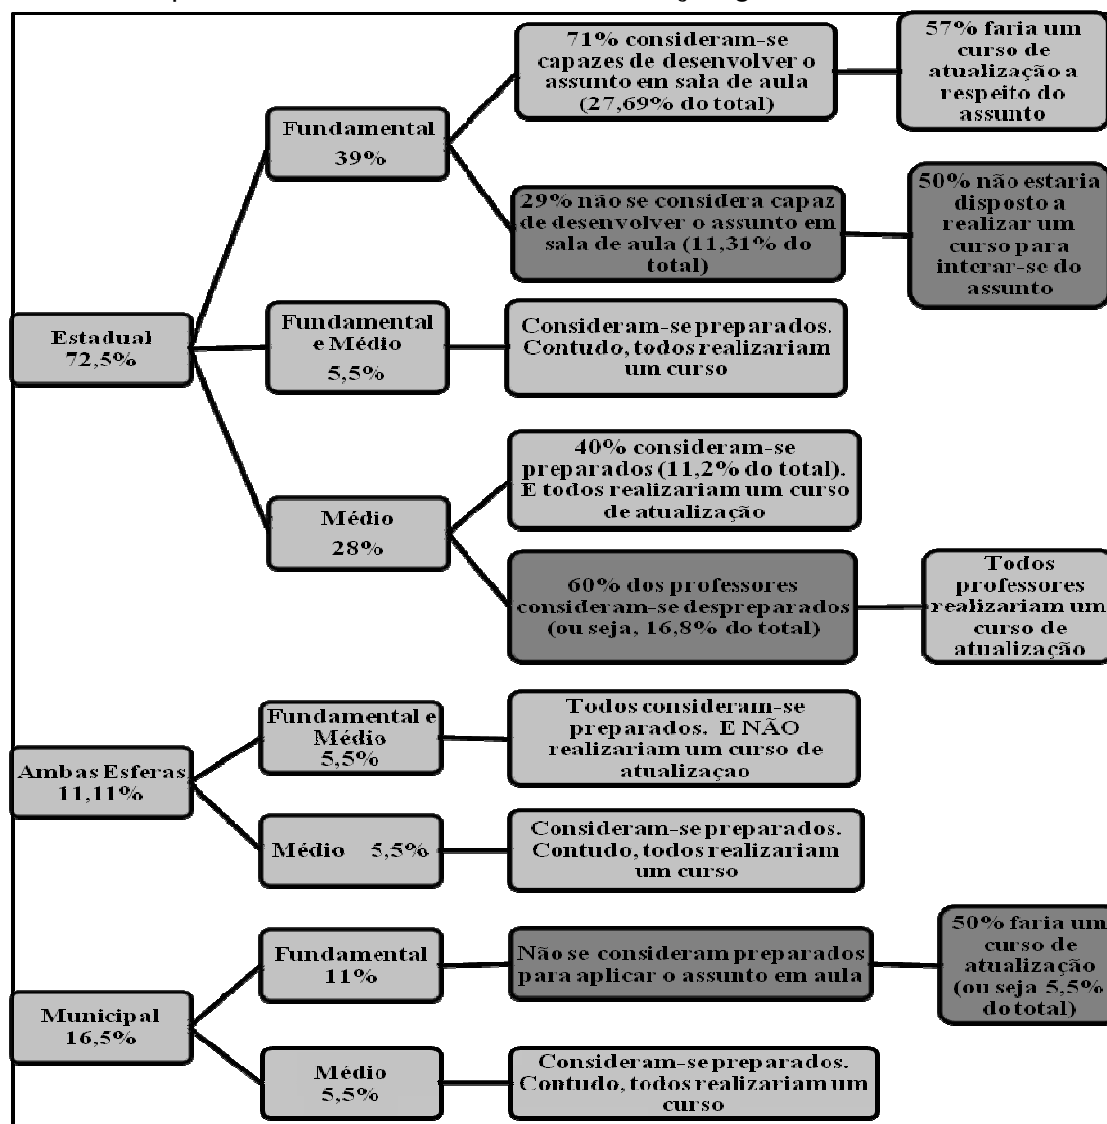 71% consideram-se
capazes de desenvolver o
assunto em sala de aula
(27,69% do total)
57% faria um
curso de
atualização a
respeito do
assunto
Fundamental
39%
29% não se considera capaz
de desenvolver o assunto em
sala de aula (11,31% do
total)
50% não estaria
disposto a
realizar um
curso para
interar-se do
assunto
Estadual
72,5%
Fundamental
e Médio
5,5%
Consideram-se preparados.
Contudo, todos realizariam
um curso
Médio
28%
40% consideram-se
preparados (11,2% do total).
E todos realizariam um curso
de atualização
60% dos professores
consideram-se despreparados
(ou seja, 16,8% do total)
Todos
professores
realizariam um
curso de
atualização
Ambas Esferas
11,11%
Fundamental e
Médio
5,5%
Todos consideram-se
preparados. E NÃO
realizariam um curso de
atualizaçao
Médio 5,5%
Consideram-se preparados.
Contudo, todos realizariam
um curso
Municipal
16,5%
Fundamental
11%
Não se consideram preparados
para aplicar o assunto em aula
50% faria um
curso de
atualização
(ou seja 5,5%
do total)
Médio
5,5%
Consideram-se preparados.
Contudo, todos realizariam um
curso